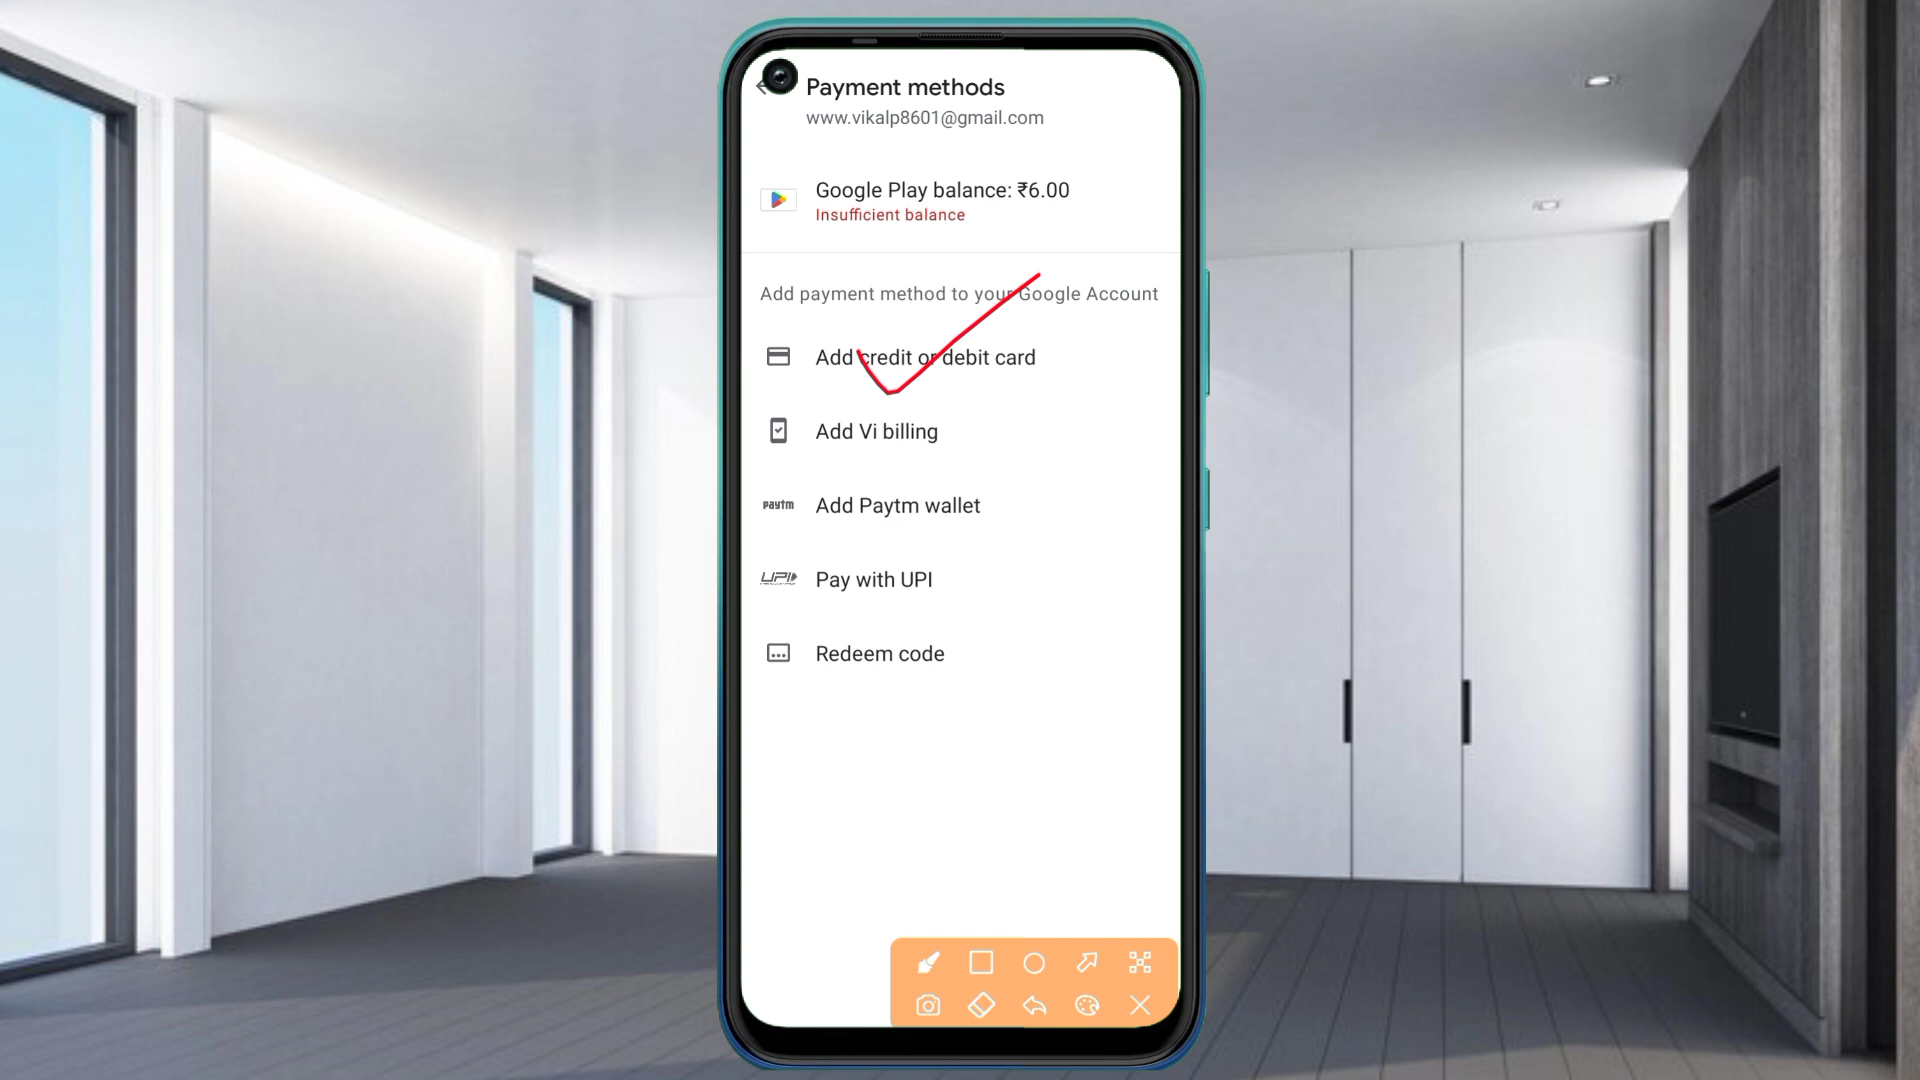 Payment methods
www.vikalp8601@gmail.com
Google Play balance: ₹6.00
Insufficient balance
Add payment method to your Google Account
Add credit or debit card
Add Vi billing
paytm Add Paytm wallet
UPI Pay with UPI
Redeem code